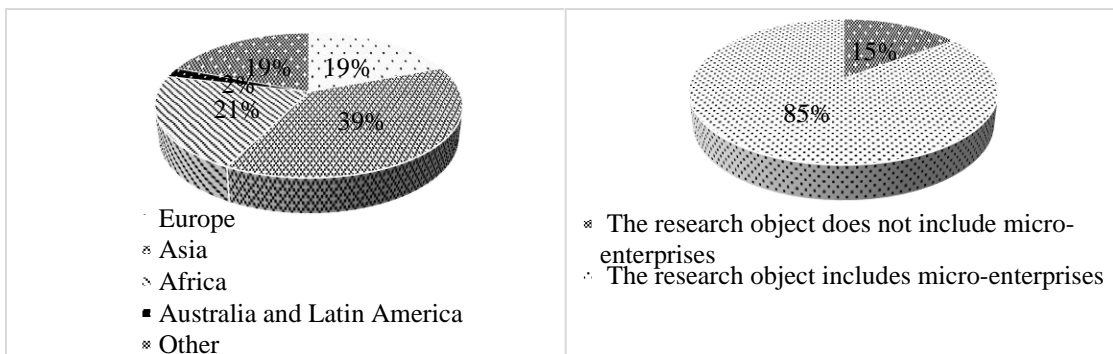 19%
19%
2%
21%
39%
Europe
Asia
Africa
Australia and Latin America
Other
15%
85%
The research object does not include micro-
enterprises
The research object includes micro-enterprises